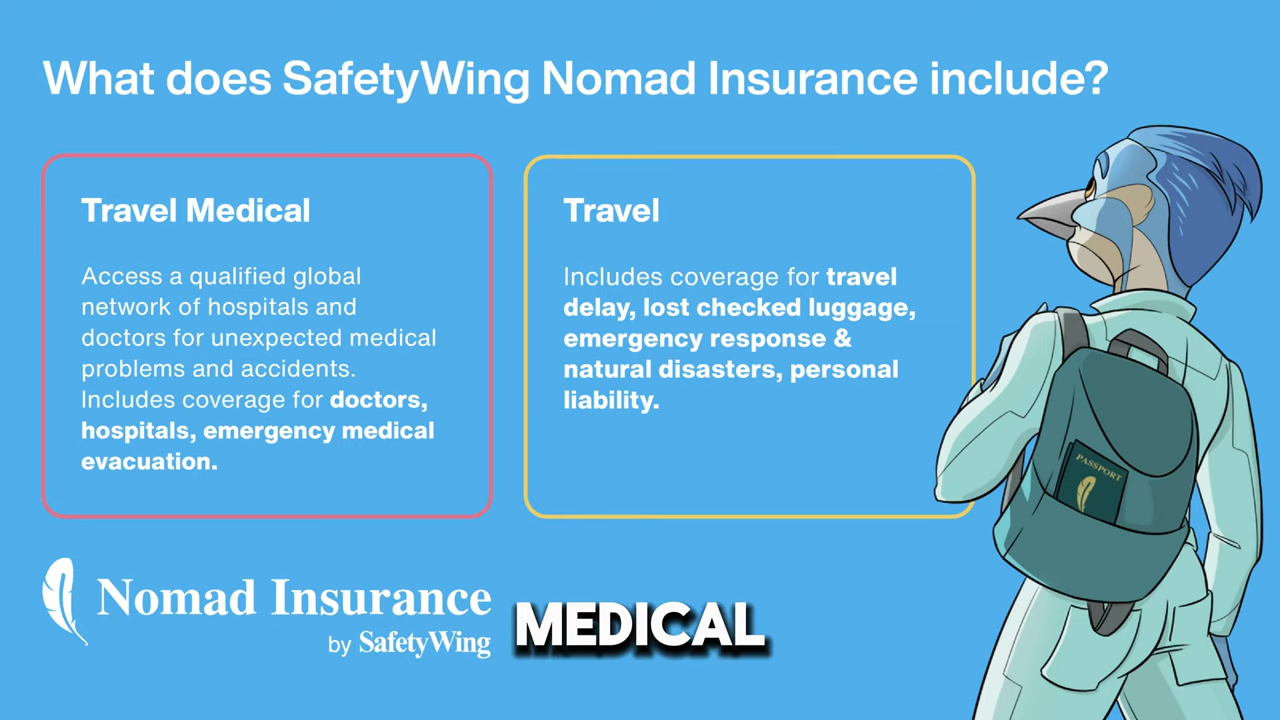 What does SafetyWing Nomad Insurance include?
Travel Medical
Access a qualified global
network of hospitals and
doctors for unexpected medical
problems and accidents.
Includes coverage for doctors,
hospitals, emergency medical
evacuation.
Travel
Includes coverage for travel
delay, lost checked luggage,
emergency response &
natural disasters, personal
liability.
PASSPORT
Nomad Insurance
by SafetyWing
MEDICAL